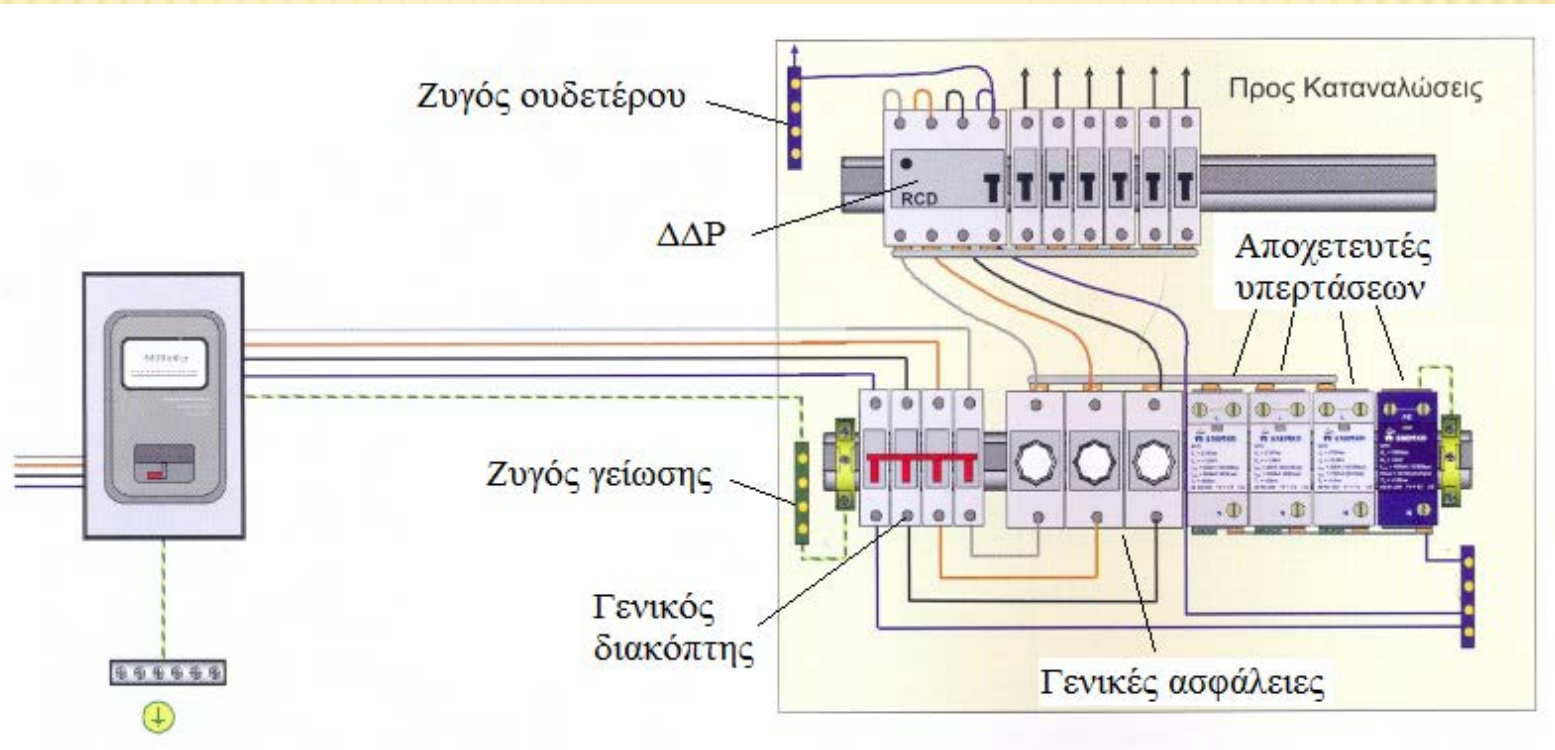 Ζυγός ουδετέρου
Προς Καταναλώσεις
RCD
ΔΔΡ
Αποχετευτές
υπερτάσεων
Ζυγός γείωσης
Γενικός
διακόπτης
Γενικές ασφάλειες